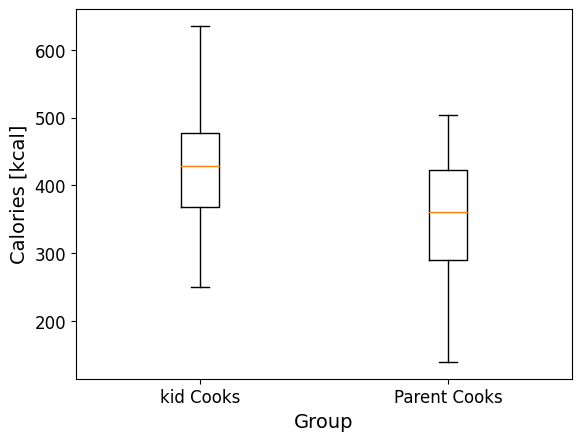 600
500
400
300
200
Calories [kcal]
kid Cooks
Parent Cooks
Group